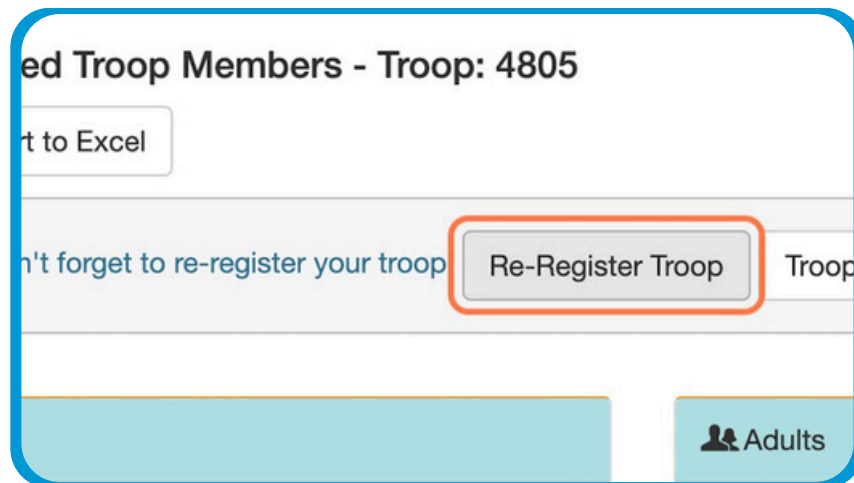 ed Troop Members - Troop: 4805
rt to Excel
n't forget to re-register your troop Re-Register Troop Troop
Adults